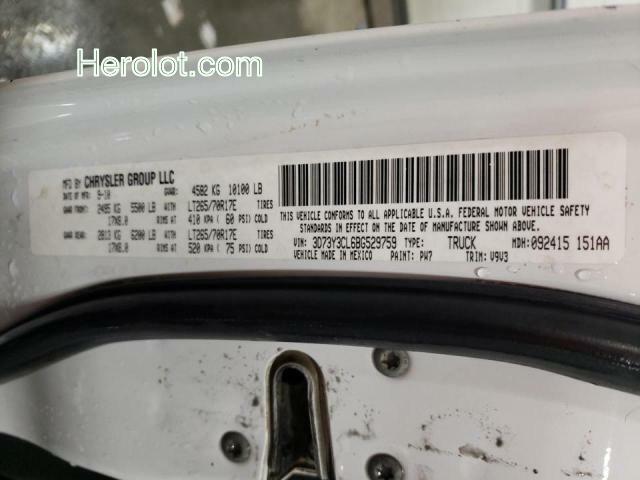 Herolot.com
MFD BY CHRYSLER GROUP LLC
DATE OF MFR: 9-10 GVWR: 4582 KG 10100 LB
GAWR FRONT: 2495 KG 5500 LB WITH LT265/70R17E TIRES
17X8.0 RIMS AT 410 KPA ( 60 PSI) COLD
GAWR REAR: 2813 KG 6200 LB WITH LT265/70R17E TIRES
17X8.0 RIMS AT 520 KPA ( 75 PSI) COLD
THIS VEHICLE CONFORMS TO ALL APPLICABLE U.S.A. FEDERAL MOTOR VEHICLE SAFETY
STANDARDS IN EFFECT ON THE DATE OF MANUFACTURE SHOWN ABOVE.
VIN: 3D73Y3CL6BG529759 TYPE: TRUCK MDH: 092415 151AA
VEHICLE MADE IN MEXICO PAINT: PW7 TRIM: V9V3